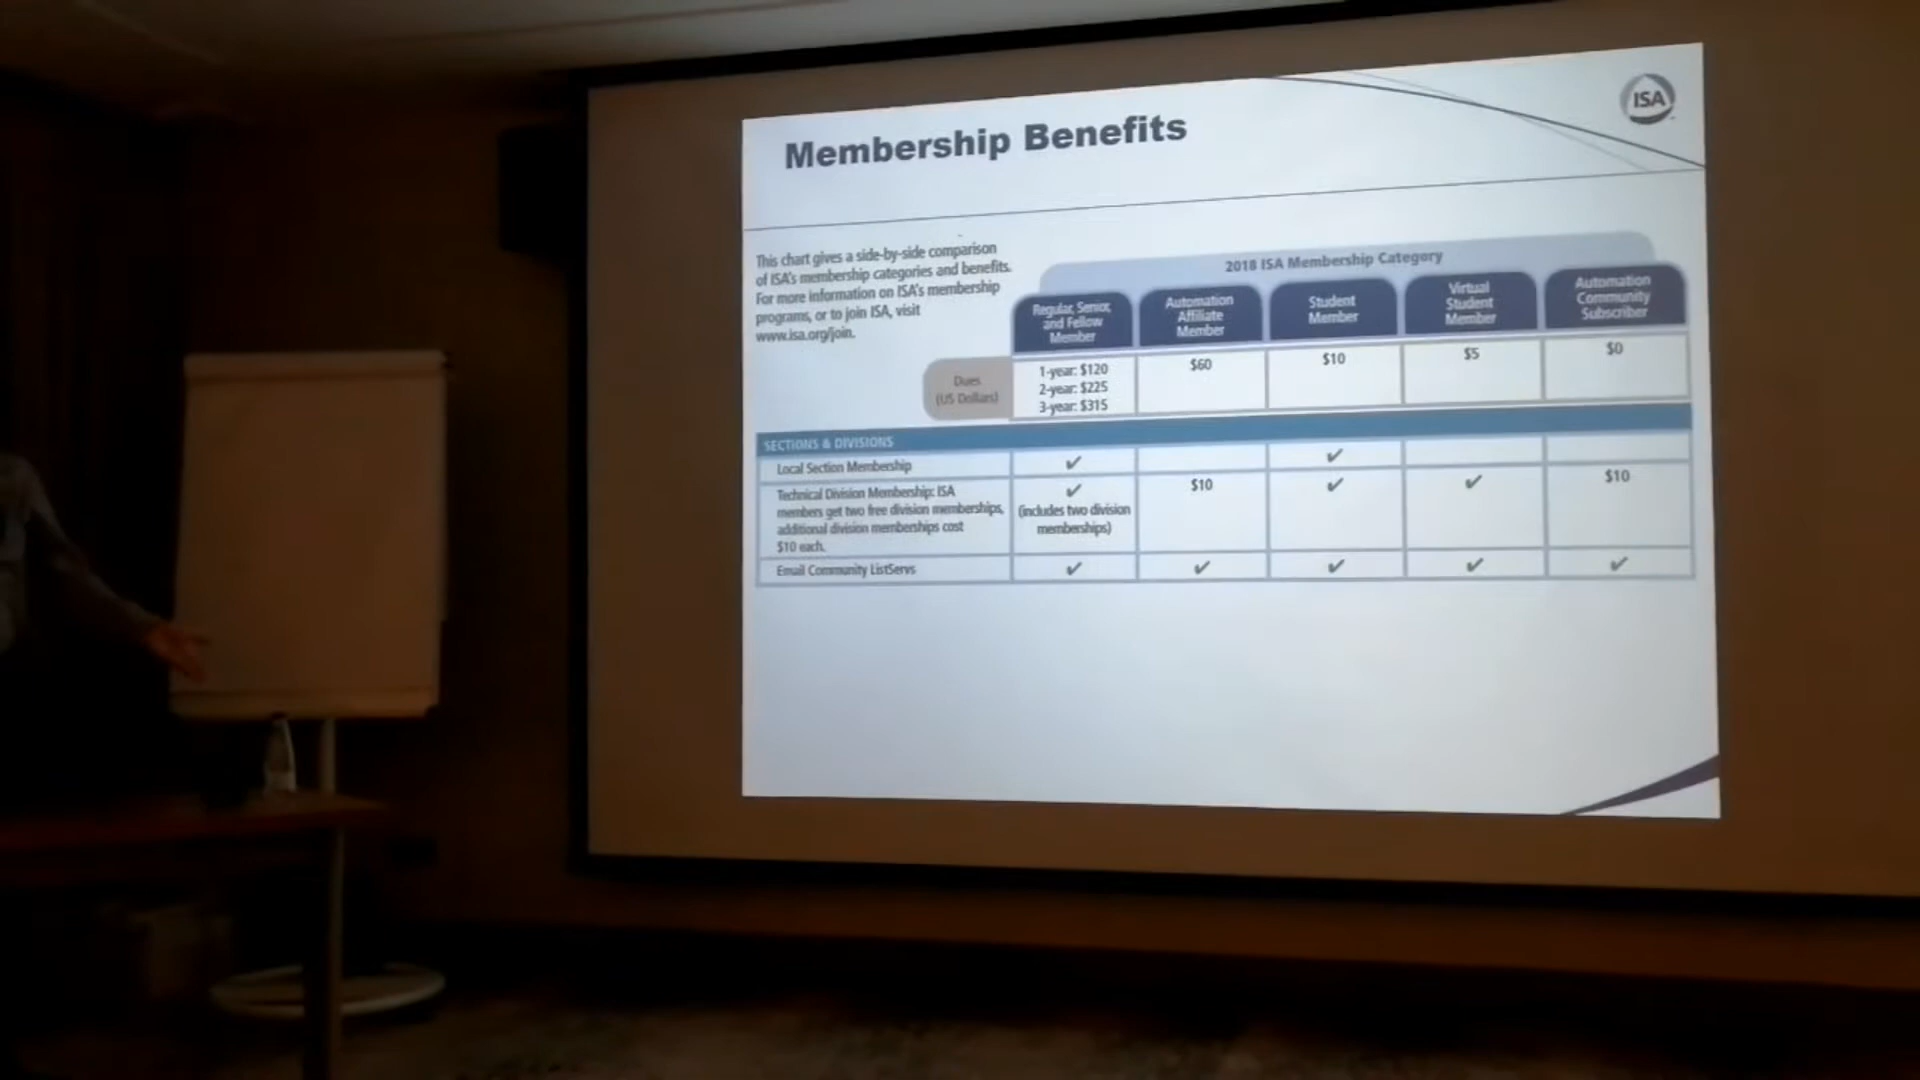 ISA
Membership Benefits
This chart gives a side-by-side comparison
of ISA's membership categories and benefits.
For more information on ISA's membership
programs, or to join ISA, visit
www.isa.org/join.
2018 ISA Membership Category
Regular, Senior,
and Fellow
Member
Automation
Affiliate
Member
Student
Member
Virtual
Student
Member
Automation
Community
Subscriber
Dues
(US Dollars)
1-year: $120
2-year: $225
3-year: $315
$60
$10
$5
$0
SECTIONS & DIVISIONS
Local Section Membership
✔ ✔
Technical Division Membership: ISA
members get two free division memberships,
additional division memberships cost
$10 each.
✔
(includes two division
memberships)
$10
✔
✔
$10
Email Community ListServs
✔ ✔ ✔ ✔ ✔